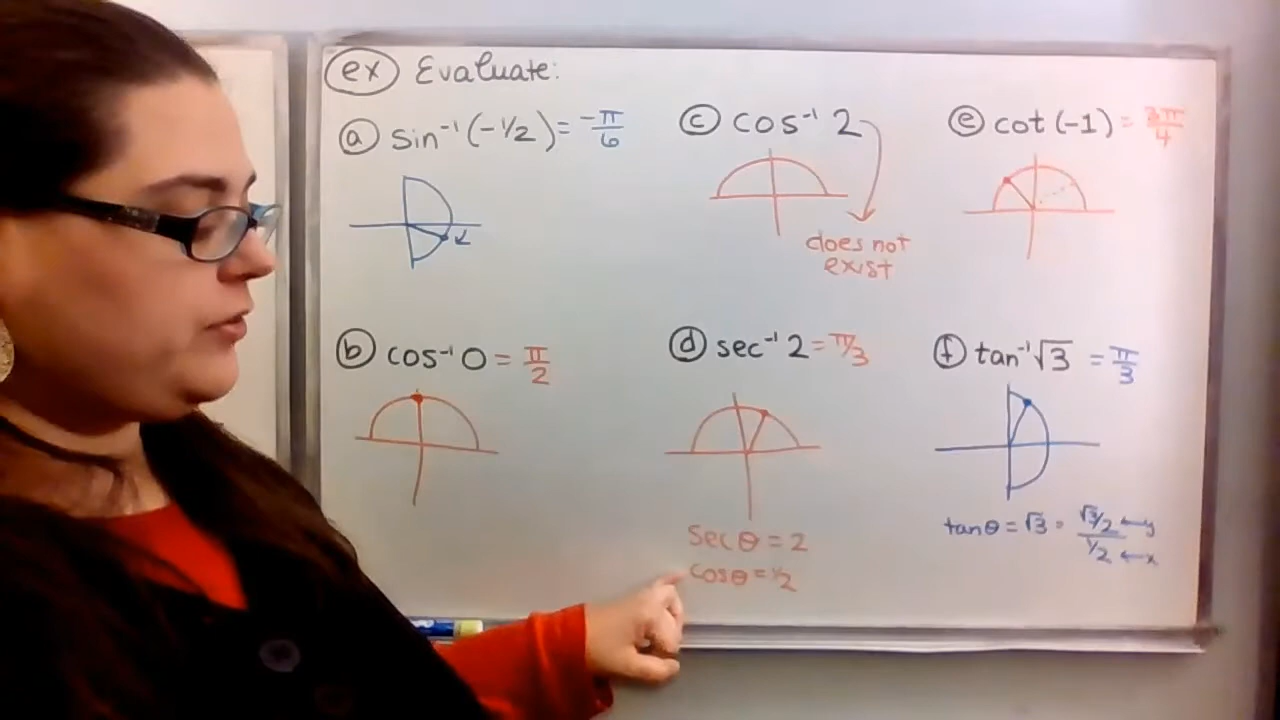 ex Evaluate:
a sin⁻¹(-1/2) = -π/6
b cos⁻¹ 0 = π/2
c cos⁻¹ 2
does not
exist
d sec⁻¹ 2 = π/3
sec θ = 2
cos θ = 1/2
e cot (-1) = 3π/4
f tan⁻¹ √3 = π/3
tan θ = √3 = (√3/2)/(1/2) ← y ← x